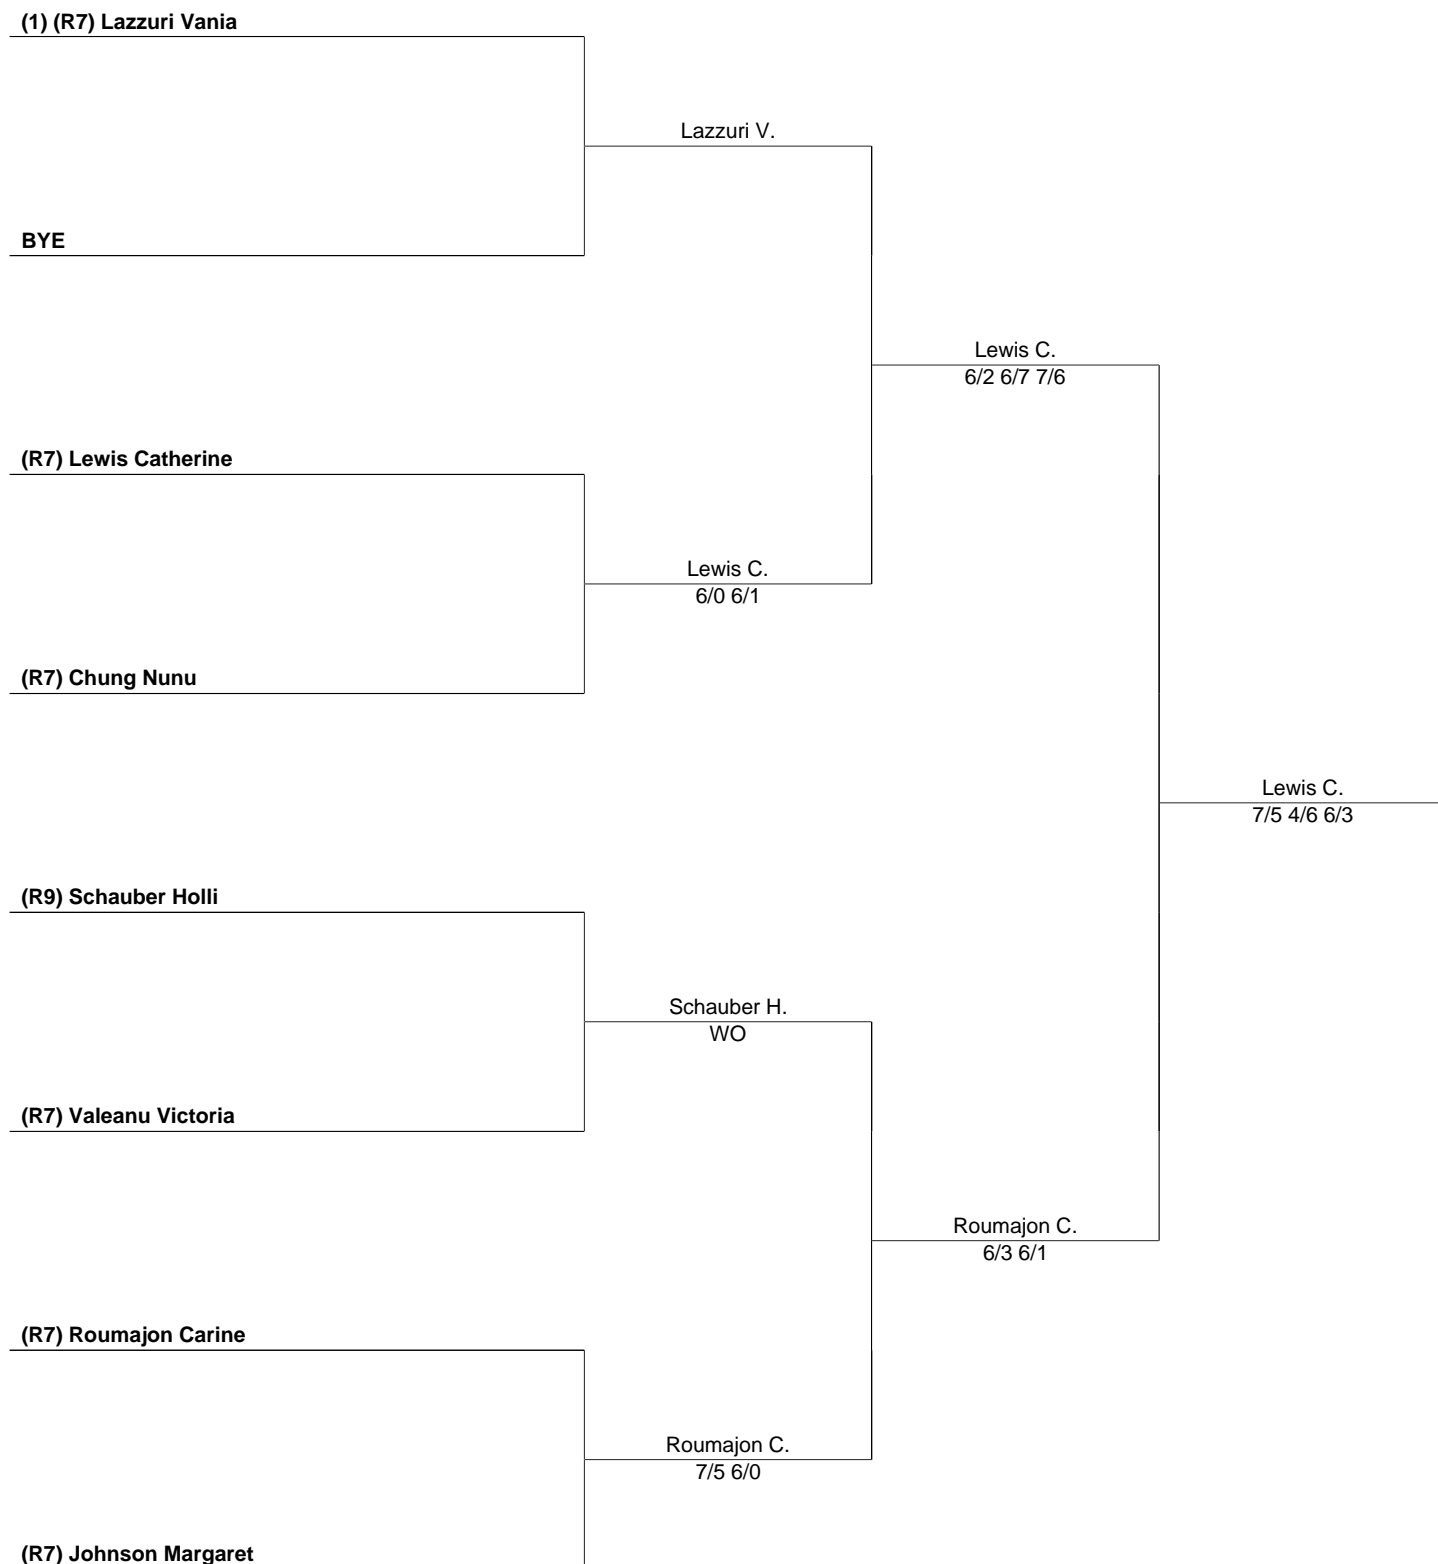 (1) (R7) Lazzuri Vania
Lazzuri V.
BYE
Lewis C.
6/2 6/7 7/6
(R7) Lewis Catherine
Lewis C.
6/0 6/1
(R7) Chung Nunu
Lewis C.
7/5 4/6 6/3
(R9) Schauber Holli
Schauber H.
WO
(R7) Valeanu Victoria
Roumajon C.
6/3 6/1
(R7) Roumajon Carine
Roumajon C.
7/5 6/0
(R7) Johnson Margaret